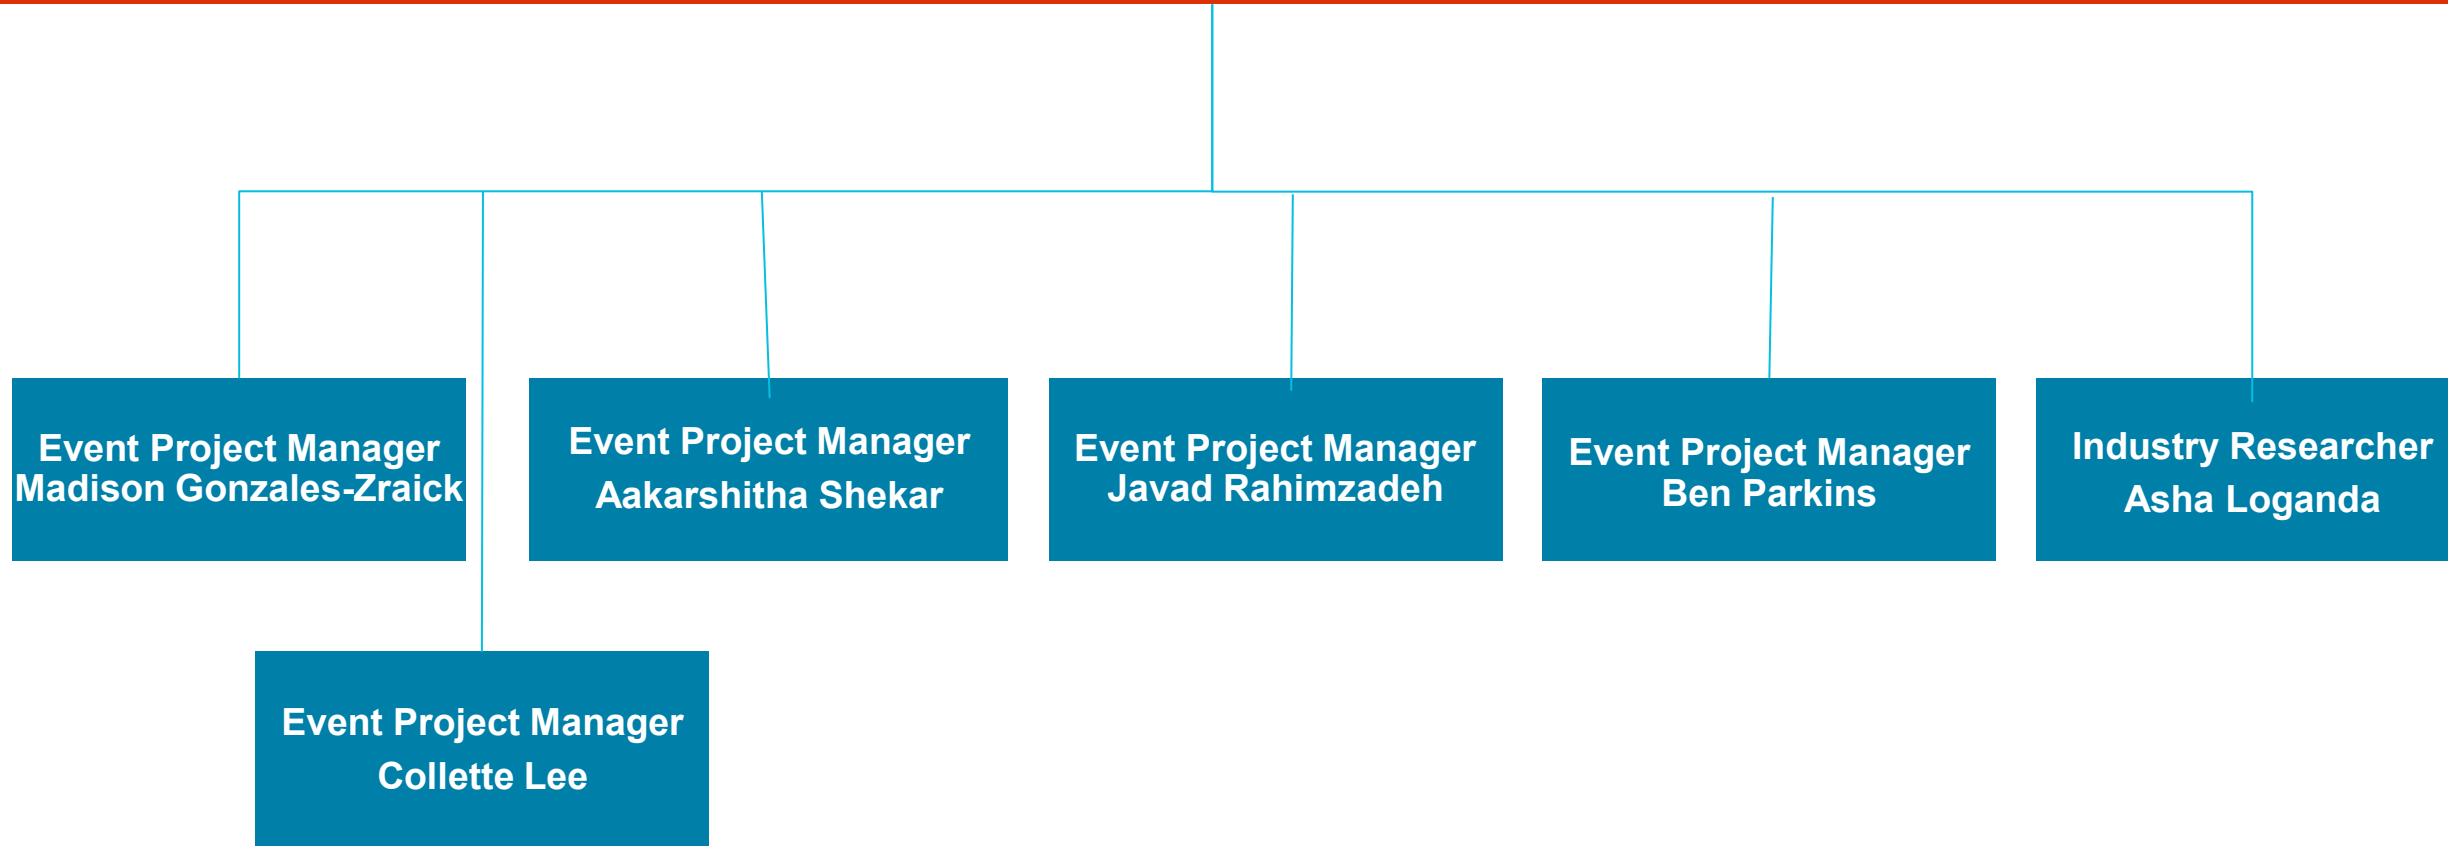 Event Project Manager
Madison Gonzales-Zraick
Event Project Manager
Aakarshitha Shekar
Event Project Manager
Javad Rahimzadeh
Event Project Manager
Ben Parkins
Industry Researcher
Asha Loganda
Event Project Manager
Collette Lee